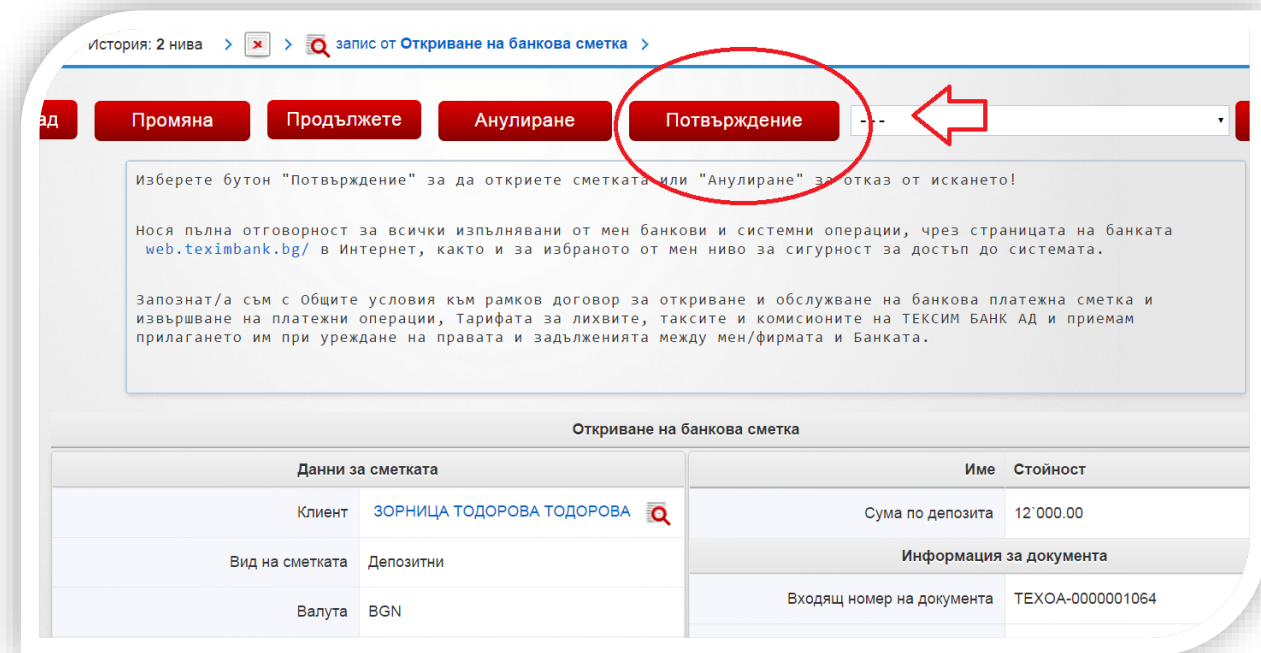 История: 2 нива > > запис от Откриване на банкова сметка >
ад Промяна Продължете Анулиране Потвърждение ---
Изберете бутон "Потвърждение" за да откриете сметката или "Анулиране" за отказ от искането!
Нося пълна отговорност за всички изпълнявани от мен банкови и системни операции, чрез страницата на банката
web.teximbank.bg/ в Интернет, както и за избраното от мен ниво за сигурност за достъп до системата.
Запознат/а съм с Общите условия към рамков договор за откриване и обслужване на банкова платежна сметка и
извършване на платежни операции, Тарифата за лихвите, таксите и комисионите на ТЕКСИМ БАНК АД и приемам
прилагането им при уреждане на правата и задълженията между мен/фирмата и Банката.
Откриване на банкова сметка
Данни за сметката
Клиент ЗОРНИЦА ТОДОРОВА ТОДОРОВА
Вид на сметката Депозитни
Валута BGN
Име Стойност
Сума по депозита 12`000.00
Информация за документа
Входящ номер на документа TEXOA-0000001064